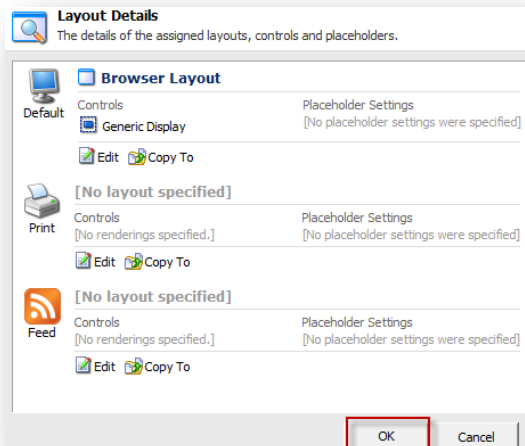 Layout Details
The details of the assigned layouts, controls and placeholders.
Default
Browser Layout
Controls
Placeholder Settings
Generic Display
[No placeholder settings were specified]
Edit Copy To
Print
[No layout specified]
Controls
Placeholder Settings
[No renderings specified.]
[No placeholder settings were specified]
Edit Copy To
Feed
[No layout specified]
Controls
Placeholder Settings
[No renderings specified.]
[No placeholder settings were specified]
Edit Copy To
OK
Cancel